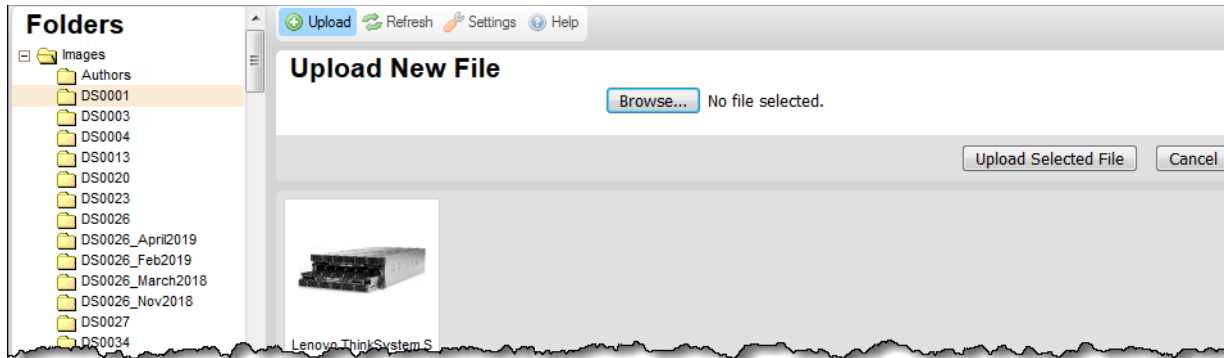 Folders
Images
Authors
DS0001
DS0003
DS0004
DS0013
DS0020
DS0023
DS0026
DS0026_April2019
DS0026_Feb2019
DS0026_March2018
DS0026_Nov2018
DS0027
DS0034
Upload Refresh Settings Help
Upload New File
Browse... No file selected.
Upload Selected File Cancel
Lenovo ThinkSystem S